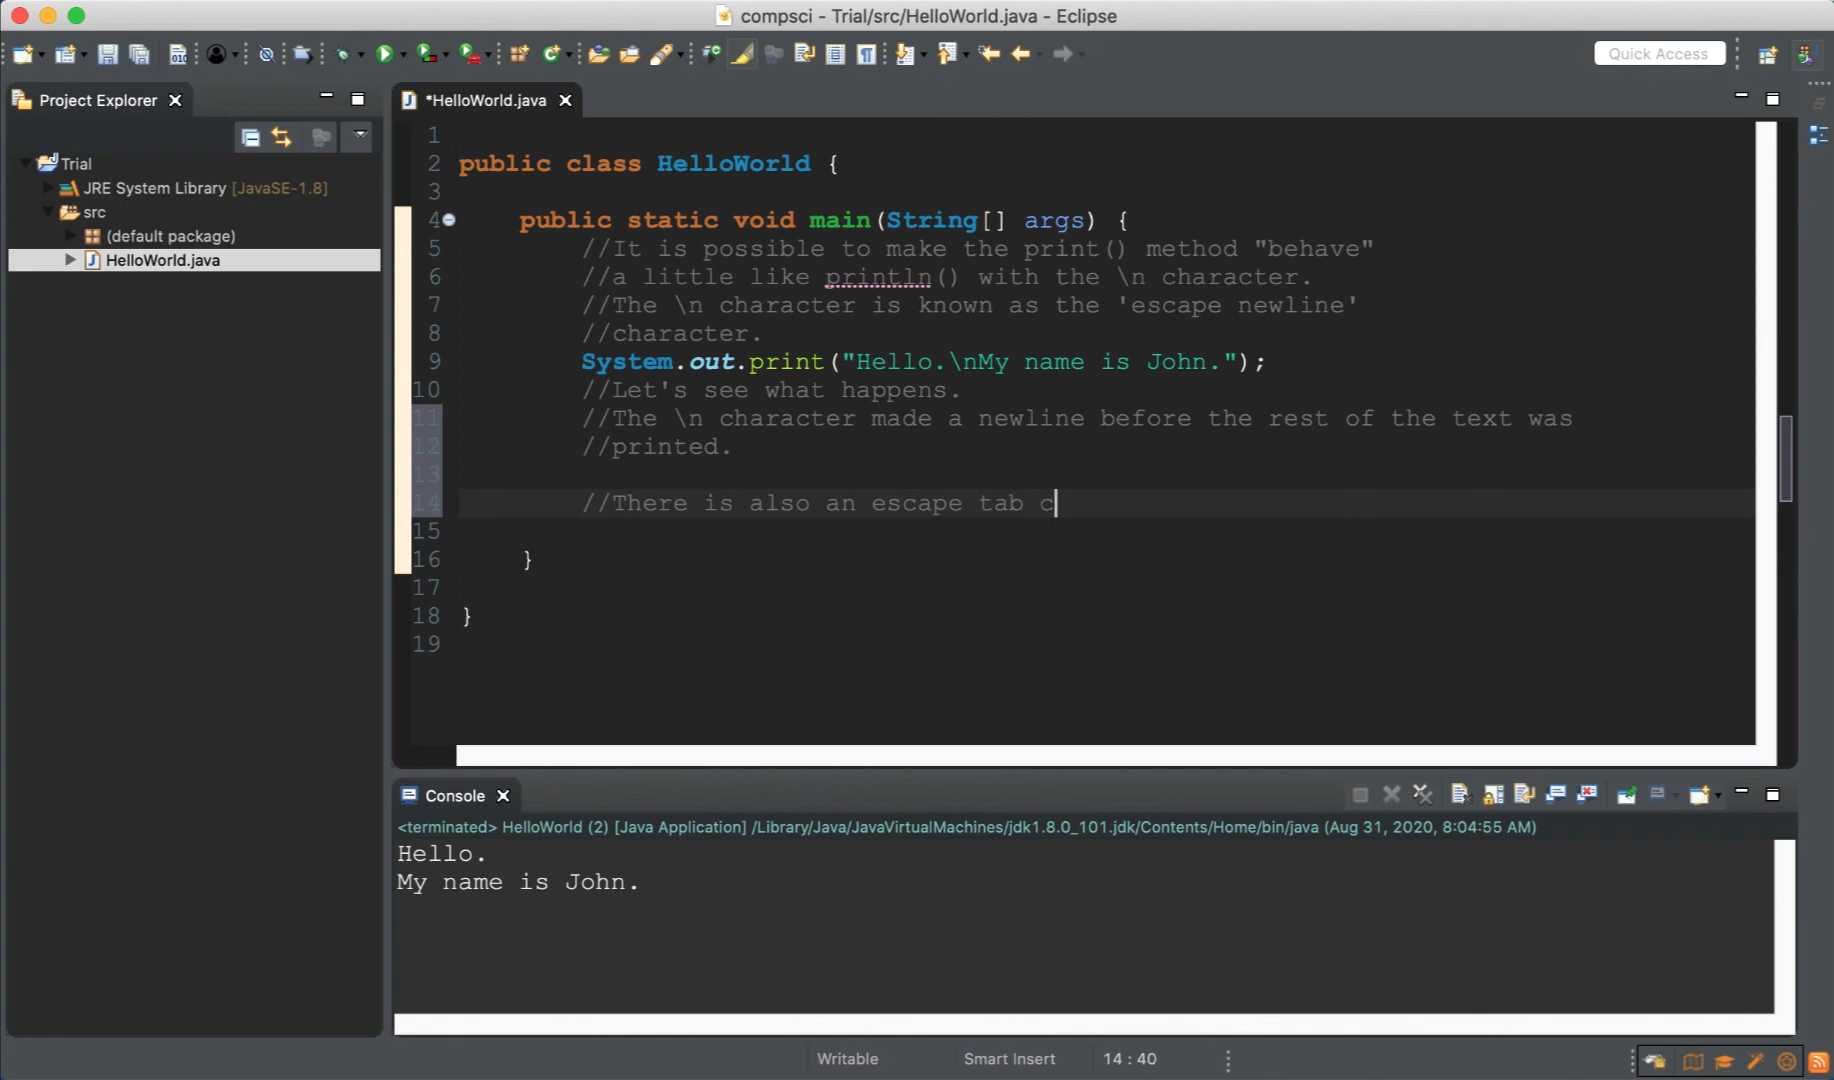 compsci - Trial/src/HelloWorld.java - Eclipse
010
Quick Access
Project Explorer
*HelloWorld.java
Trial
JRE System Library [JavaSE-1.8]
src
(default package)
HelloWorld.java
1
2 public class HelloWorld {
3
4 public static void main(String[] args) {
5 //It is possible to make the print() method "behave"
6 //a little like println() with the \n character.
7 //The \n character is known as the 'escape newline'
8 //character.
9 System.out.print("Hello.\nMy name is John.");
10 //Let's see what happens.
11 //The \n character made a newline before the rest of the text was
12 //printed.
13
14 //There is also an escape tab c
15
16 }
17
18 }
19
Console
<terminated> HelloWorld (2) [Java Application] /Library/Java/JavaVirtualMachines/jdk1.8.0_101.jdk/Contents/Home/bin/java (Aug 31, 2020, 8:04:55 AM)
Hello.
My name is John.
Writable
Smart Insert
14 : 40